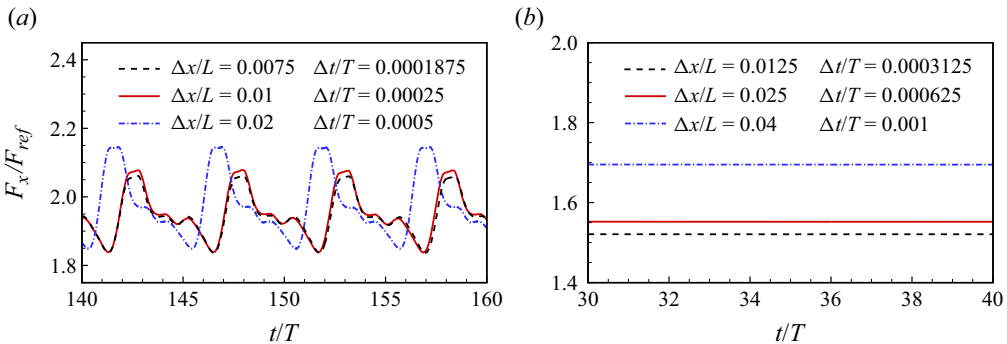 (a)
2.4
2.2
2.0
1.8
F_x/F_ref
Δx/L = 0.0075 Δt/T = 0.0001875
Δx/L = 0.01 Δt/T = 0.00025
Δx/L = 0.02 Δt/T = 0.0005
140 145 150 155 160
t/T
(b)
2.0
1.8
1.6
1.4
Δx/L = 0.0125 Δt/T = 0.0003125
Δx/L = 0.025 Δt/T = 0.000625
Δx/L = 0.04 Δt/T = 0.001
30 32 34 36 38 40
t/T